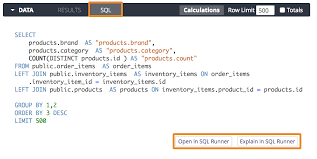 DATA RESULTS SQL Calculations Row Limit 500 Totals
SELECT
products.brand AS "products.brand",
products.category AS "products.category",
COUNT(DISTINCT products.id ) AS "products.count"
FROM public.order_items AS order_items
LEFT JOIN public.inventory_items AS inventory_items ON order_items
.inventory_item_id = inventory_items.id
LEFT JOIN public.products AS products ON inventory_items.product_id = products.id
GROUP BY 1,2
ORDER BY 3 DESC
LIMIT 500
Open in SQL Runner Explain in SQL Runner